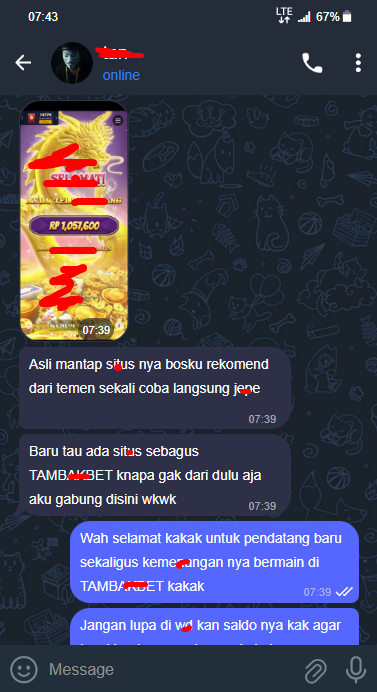 07:43
LTE
67%
online
RP 1,057,600
07:39
Asli mantap situs nya bosku rekomend
dari temen sekali coba langsung jepe
07:39
Baru tau ada situs sebagus
TAMBAKBET knapa gak dari dulu aja
aku gabung disini wkwk
07:39
Wah selamat kakak untuk pendatang baru
sekaligus kemenangan nya bermain di
TAMBAKBET kakak
07:39
Jangan lupa di wd kan saldo nya kak agar
Message